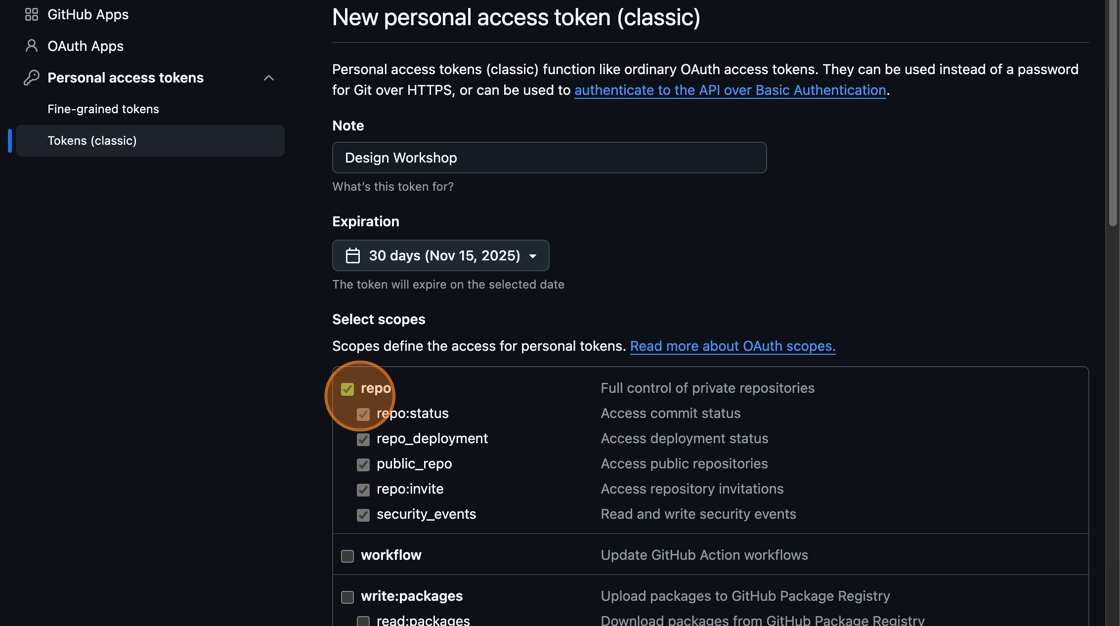 GitHub Apps
OAuth Apps
Personal access tokens
Fine-grained tokens
Tokens (classic)
New personal access token (classic)
Personal access tokens (classic) function like ordinary OAuth access tokens. They can be used instead of a password
for Git over HTTPS, or can be used to authenticate to the API over Basic Authentication.
Note
Design Workshop
What's this token for?
Expiration
30 days (Nov 15, 2025)
The token will expire on the selected date
Select scopes
Scopes define the access for personal tokens. Read more about OAuth scopes.
repo Full control of private repositories
repo:status Access commit status
repo_deployment Access deployment status
public_repo Access public repositories
repo:invite Access repository invitations
security_events Read and write security events
workflow Update GitHub Action workflows
write:packages Upload packages to GitHub Package Registry
read:packages Download packages from GitHub Package Registry